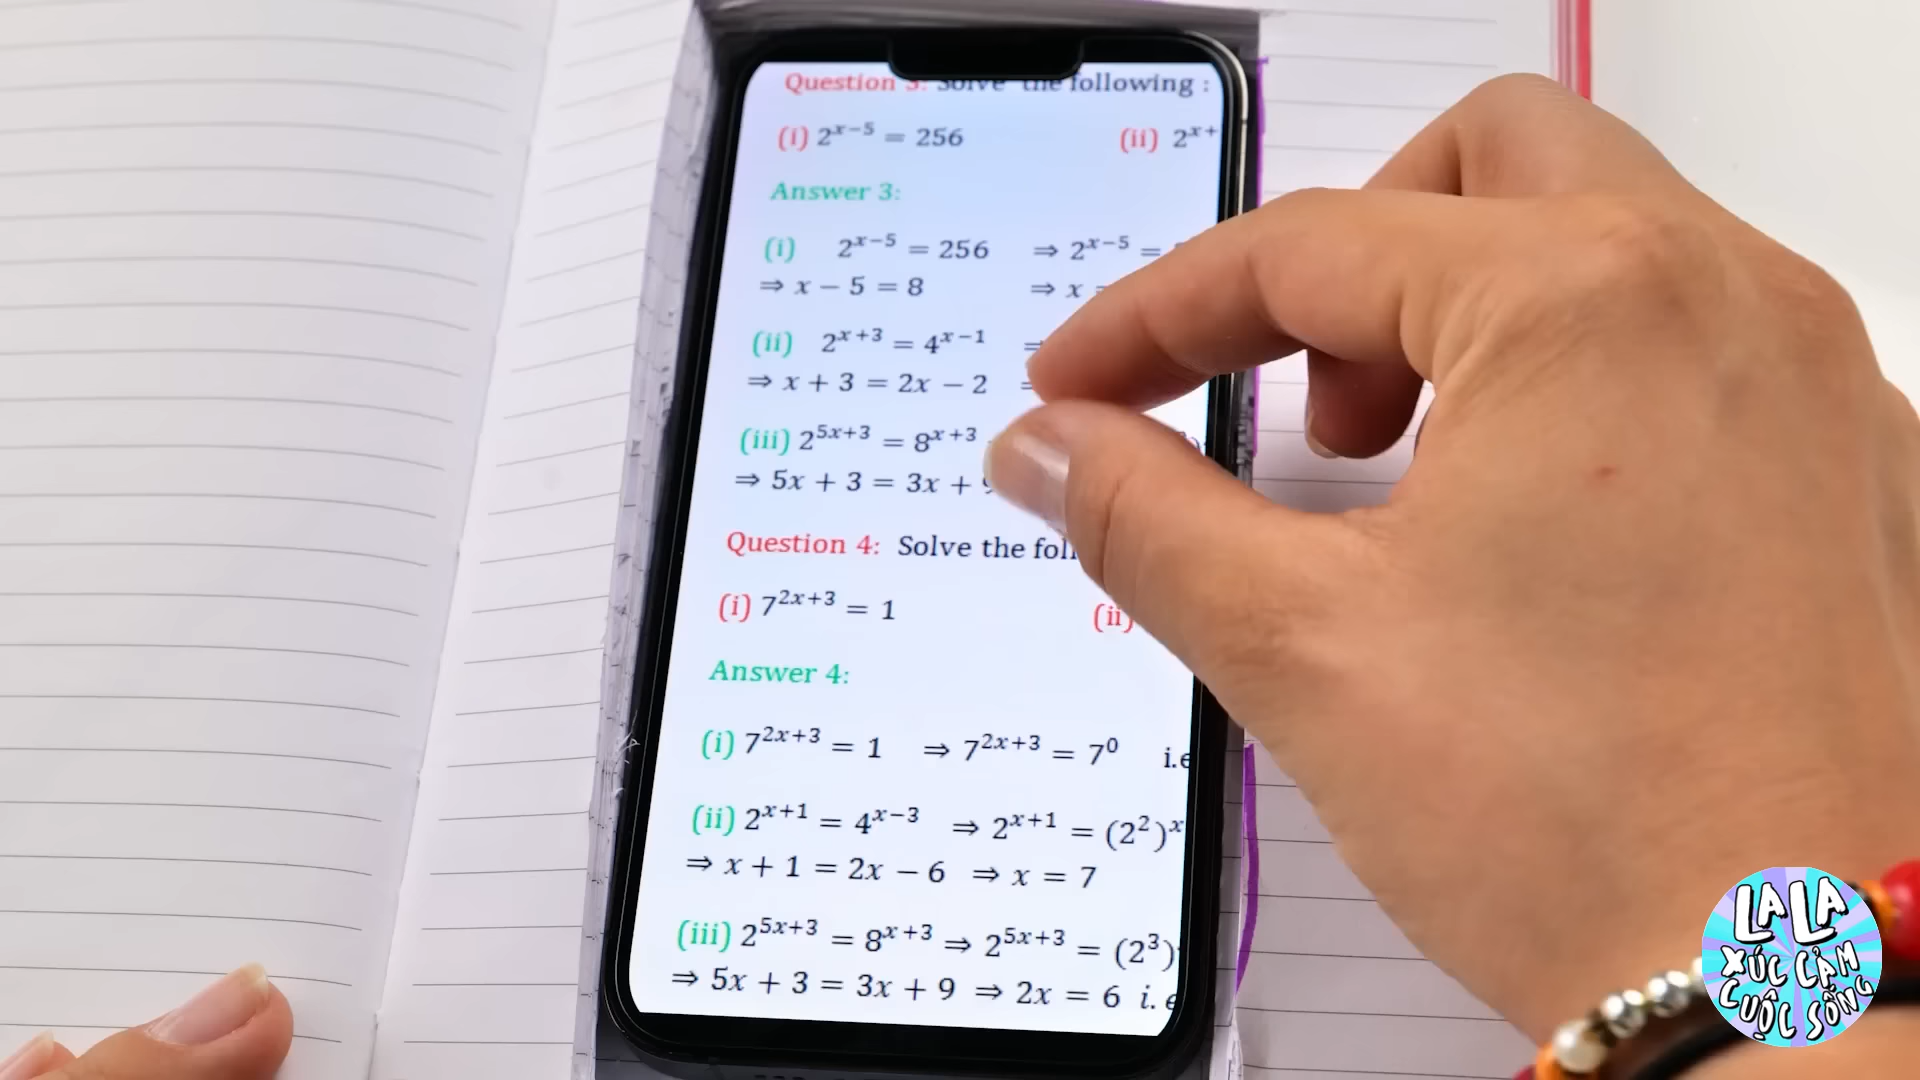 Question 3: Solve the following :
(i) 2^{x−5} = 256 (ii) 2^{x+
Answer 3:
(i) 2^{x−5} = 256 ⇒ 2^{x−5} =
⇒ x − 5 = 8 ⇒ x =
(ii) 2^{x+3} = 4^{x−1} ⇒
⇒ x + 3 = 2x − 2
(iii) 2^{5x+3} = 8^{x+3}
⇒ 5x + 3 = 3x + 9
Question 4: Solve the
(i) 7^{2x+3} = 1 (ii)
Answer 4:
(i) 7^{2x+3} = 1 ⇒ 7^{2x+3} = 7^0 i.e
(ii) 2^{x+1} = 4^{x−3} ⇒ 2^{x+1} = (2^2)^x
⇒ x + 1 = 2x − 6 ⇒ x = 7
(iii) 2^{5x+3} = 8^{x+3} ⇒ 2^{5x+3} = (2^3)
⇒ 5x + 3 = 3x + 9 ⇒ 2x = 6 i. e
LA LA
XÚC CẢM
CUỘC SỐNG